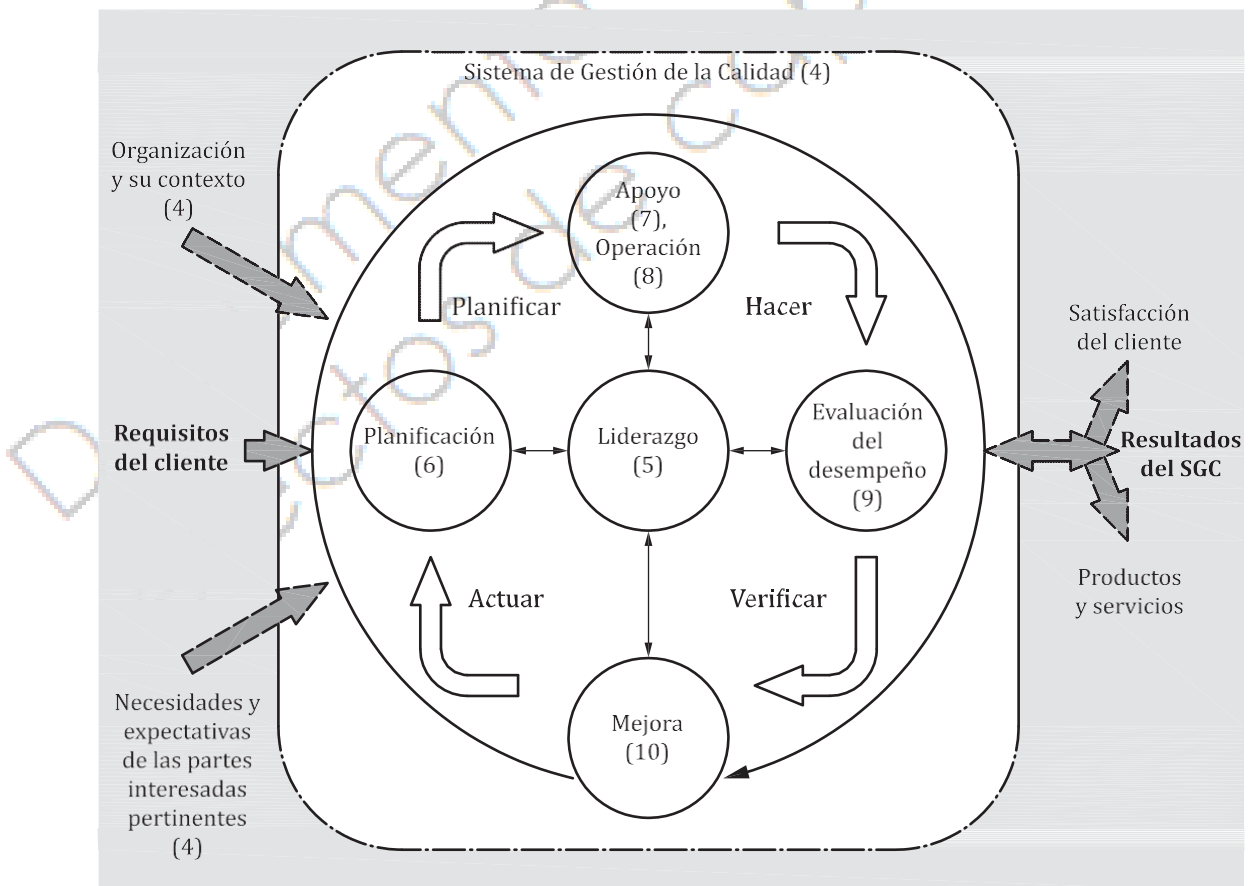 Sistema de Gestión de la Calidad (4)
Organización
y su contexto
(4)
Requisitos
del cliente
Necesidades y
expectativas
de las partes
interesadas
pertinentes
(4)
Apoyo
(7),
Operación
(8)
Planificar
Hacer
Planificación
(6)
Liderazgo
(5)
Evaluación
del
desempeño
(9)
Actuar
Verificar
Mejora
(10)
Satisfacción
del cliente
Resultados
del SGC
Productos
y servicios